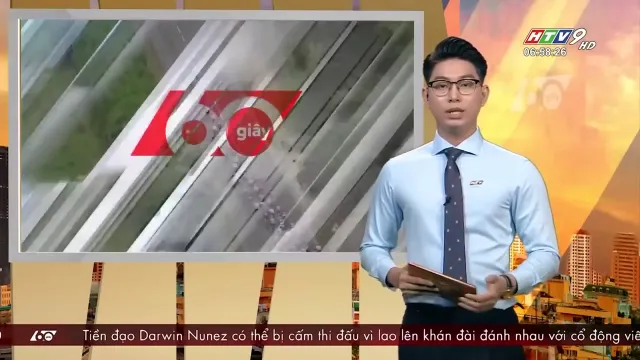 HTV9 HD
06:58:26
60 giây
60 Tiền đạo Darwin Nunez có thể bị cấm thi đấu vì lao lên khán đài đánh nhau với cổ động viên